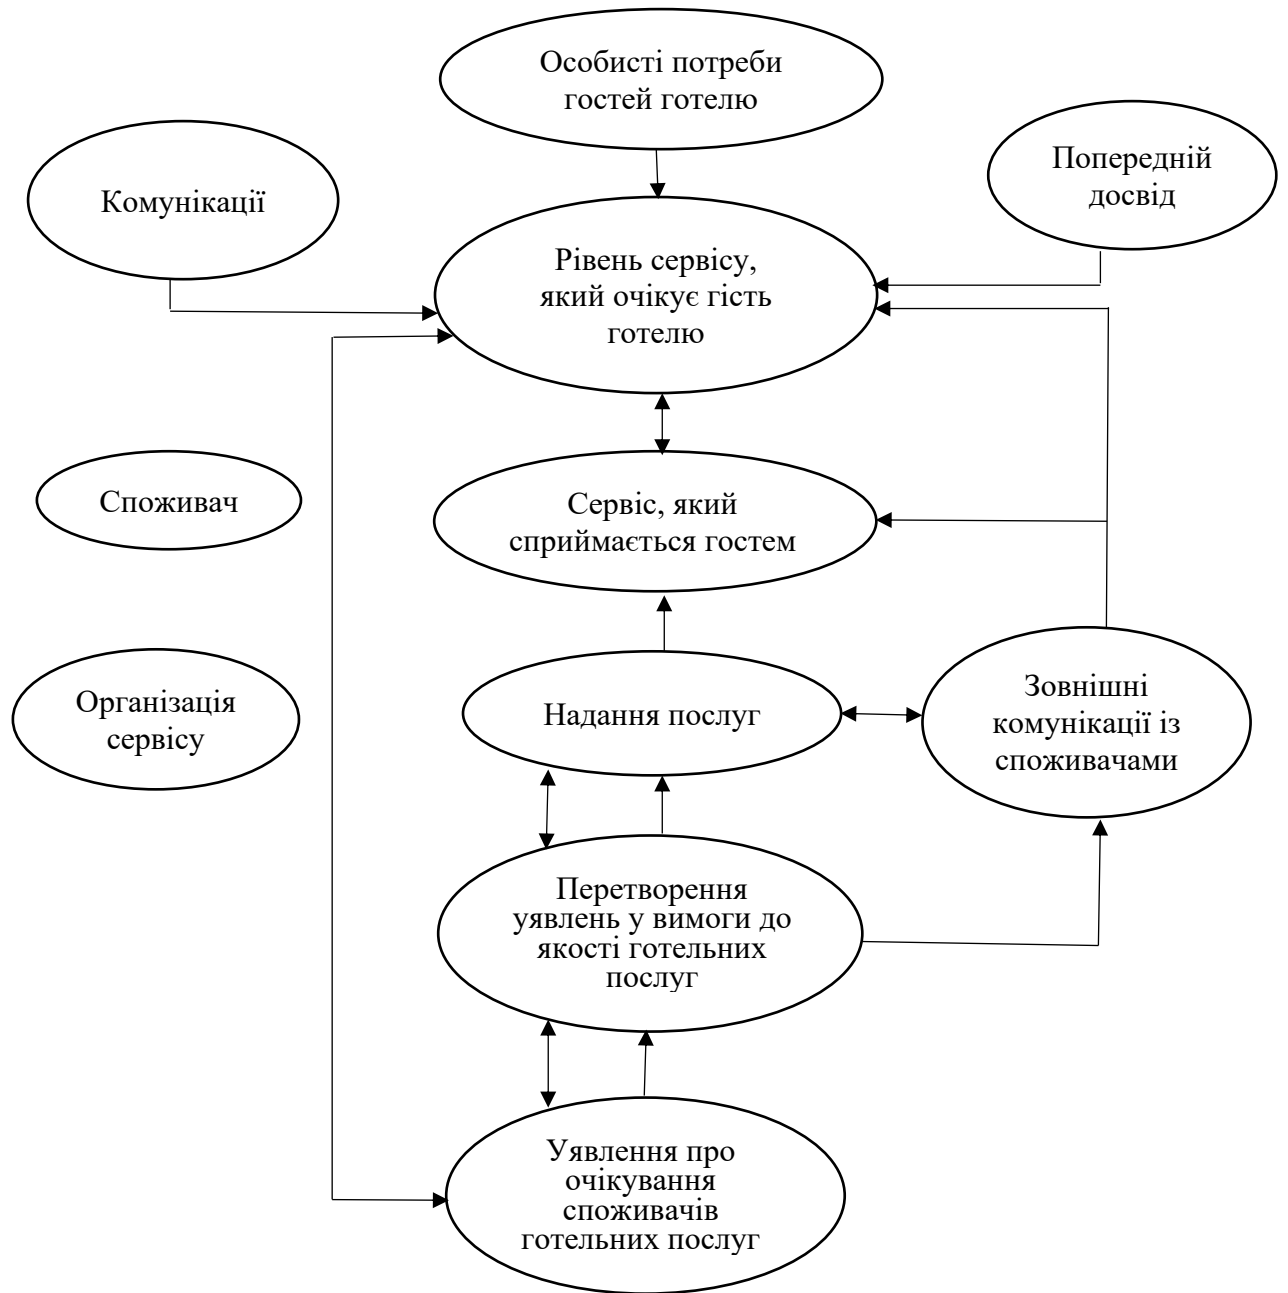 Особисті потреби
гостей готелю
Комунікації
Попередній
досвід
Рівень сервісу,
який очікує гість
готелю
Споживач
Сервіс, який
сприймається гостем
Організація
сервісу
Надання послуг
Зовнішні
комунікації із
споживачами
Перетворення
уявлень у вимоги до
якості готельних
послуг
Уявлення про
очікування
споживачів
готельних послуг